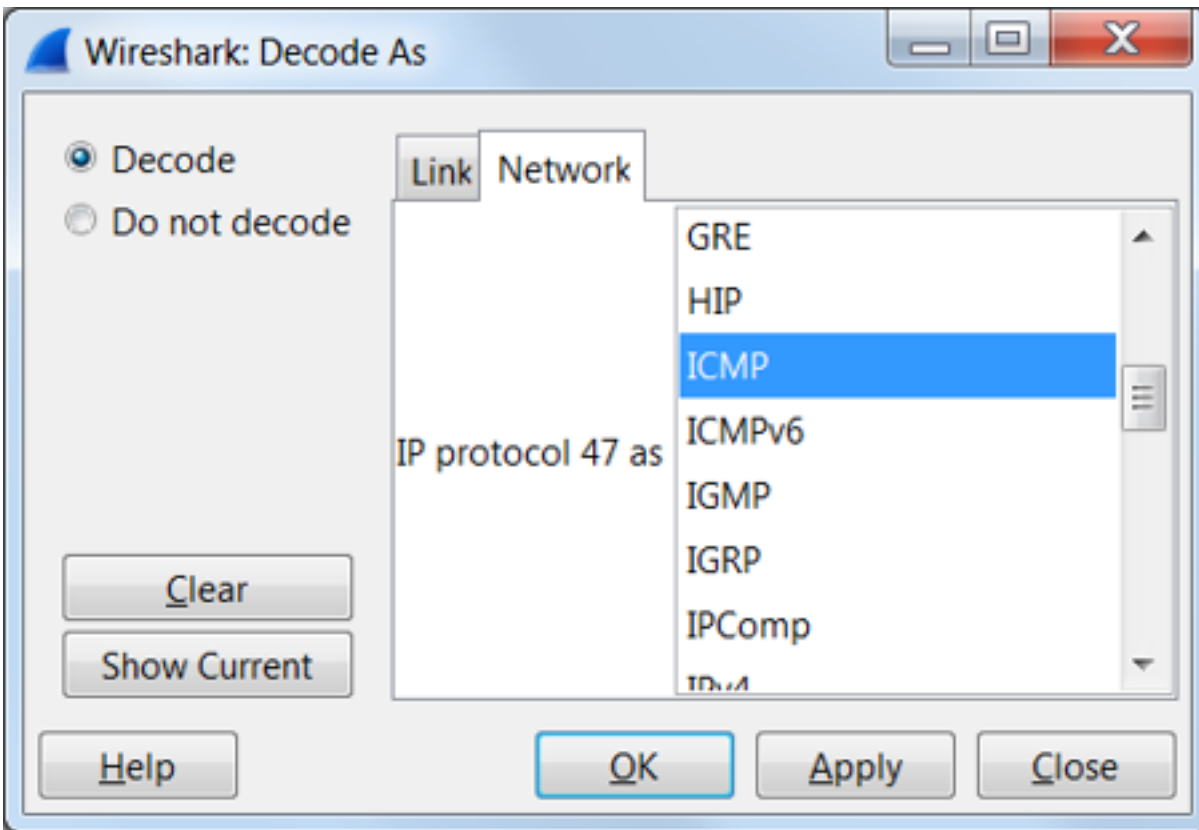 Wireshark: Decode As
Decode
Do not decode
Link
Network
IP protocol 47 as
GRE
HIP
ICMP
ICMPv6
IGMP
IGRP
IPComp
IPv4
Clear
Show Current
Help
OK
Apply
Close